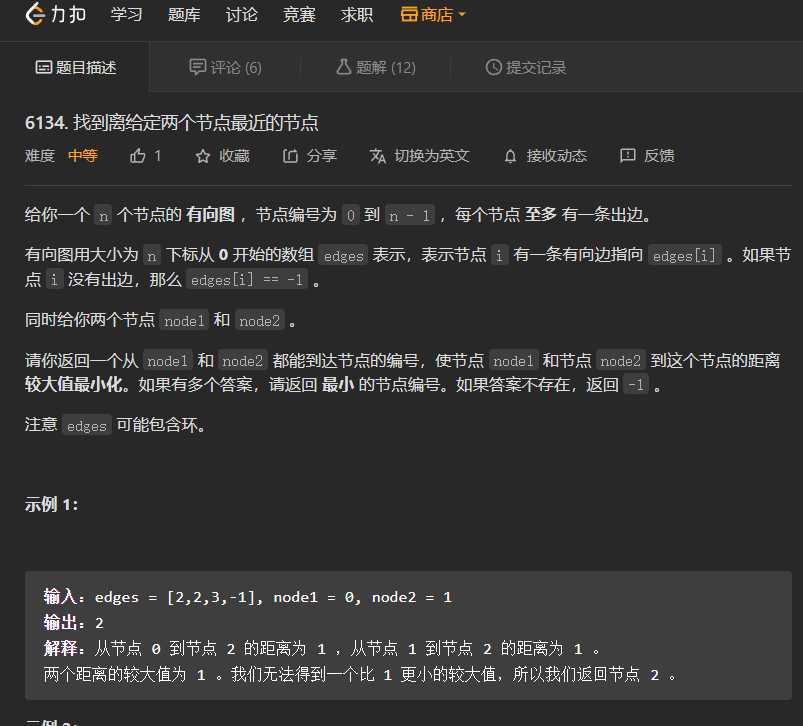 力扣 学习 题库 讨论 竞赛 求职 商店
题目描述 评论 (6) 题解 (12) 提交记录
6134. 找到离给定两个节点最近的节点
难度 中等 1 收藏 分享 切换为英文 接收动态 反馈
给你一个 n 个节点的 有向图 ，节点编号为 0 到 n - 1 ，每个节点 至多 有一条出边。
有向图用大小为 n 下标从 0 开始的数组 edges 表示，表示节点 i 有一条有向边指向 edges[i] 。如果节
点 i 没有出边，那么 edges[i] == -1 。
同时给你两个节点 node1 和 node2 。
请你返回一个从 node1 和 node2 都能到达节点的编号，使节点 node1 和节点 node2 到这个节点的距离
较大值最小化。如果有多个答案，请返回 最小 的节点编号。如果答案不存在，返回 -1 。
注意 edges 可能包含环。
示例 1：
输入：edges = [2,2,3,-1], node1 = 0, node2 = 1
输出：2
解释：从节点 0 到节点 2 的距离为 1 ，从节点 1 到节点 2 的距离为 1 。
两个距离的较大值为 1 。我们无法得到一个比 1 更小的较大值，所以我们返回节点 2 。